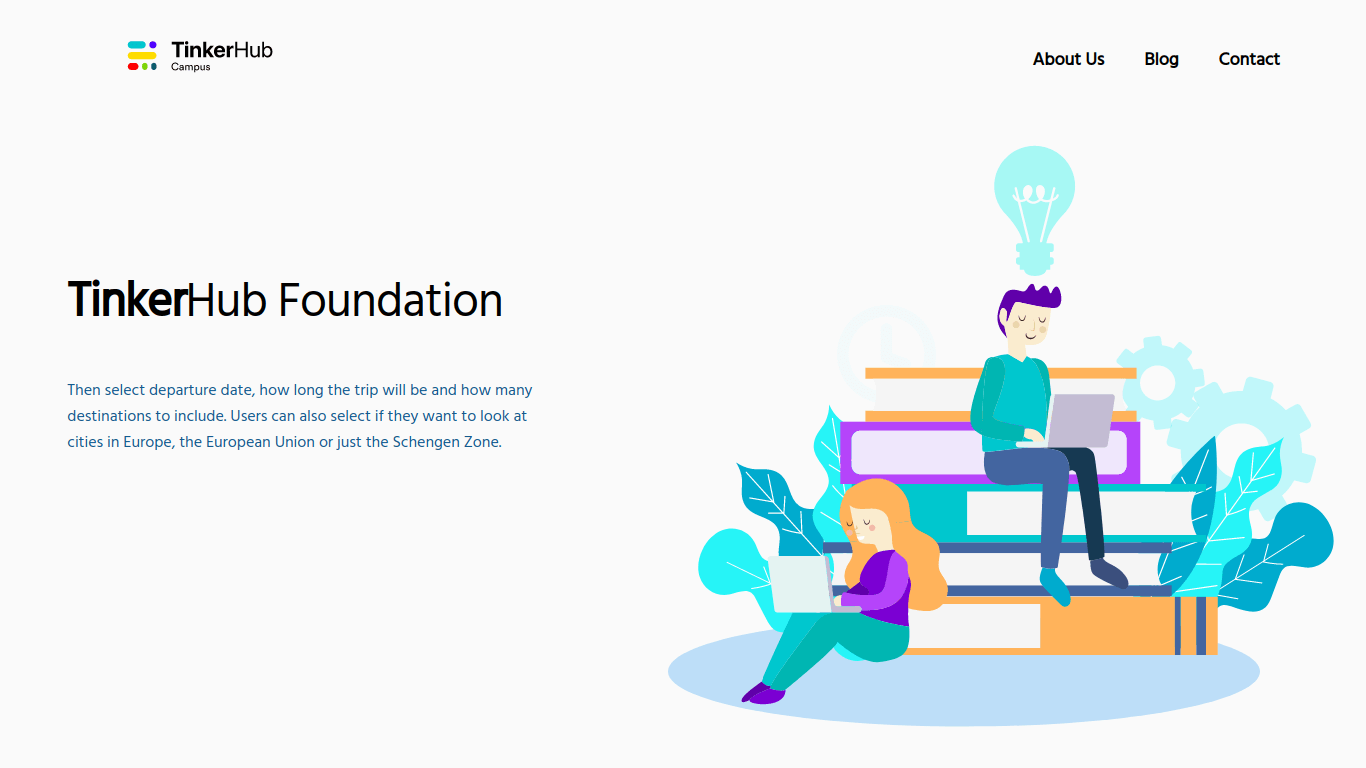 TinkerHub
Campus
About Us
Blog
Contact
TinkerHub Foundation
Then select departure date, how long the trip will be and how many
destinations to include. Users can also select if they want to look at
cities in Europe, the European Union or just the Schengen Zone.